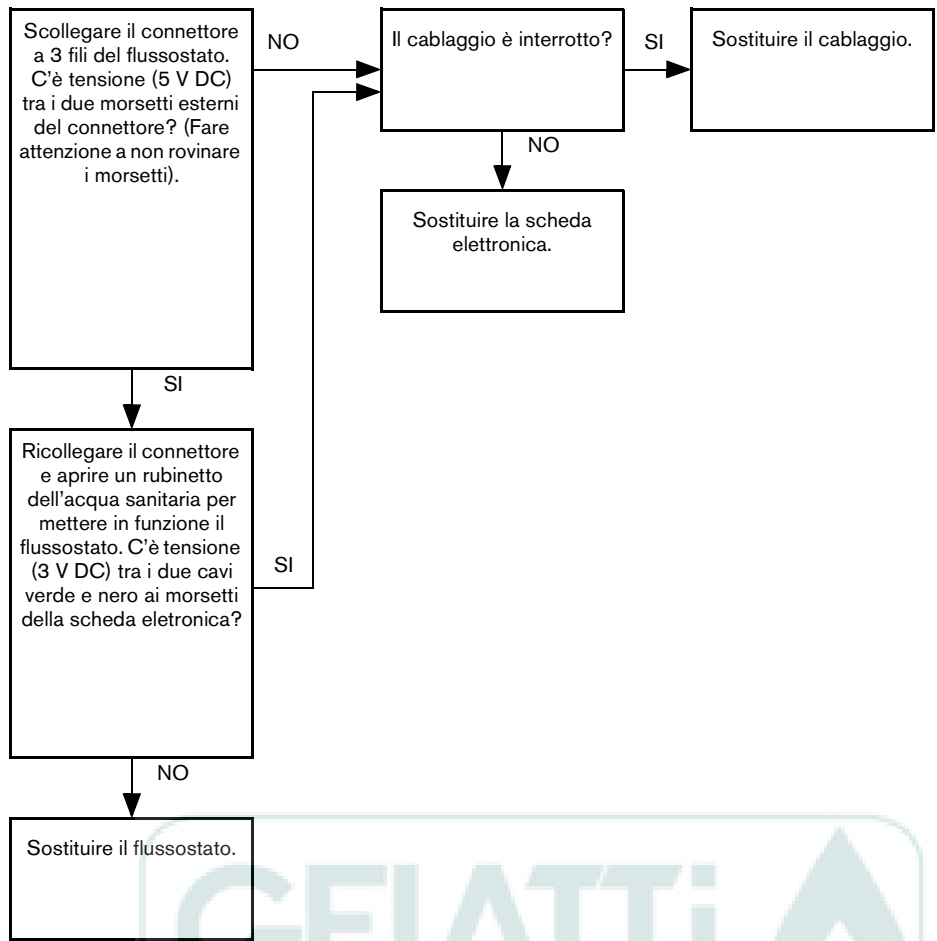 Scollegare il connettore
a 3 fili del flussostato.
C'è tensione (5 V DC)
tra i due morsetti esterni
del connettore? (Fare
attenzione a non rovinare
i morsetti).
NO
Il cablaggio è interrotto?
SI
Sostituire il cablaggio.
NO
Sostituire la scheda
elettronica.
SI
Ricollegare il connettore
e aprire un rubinetto
dell'acqua sanitaria per
mettere in funzione il
flussostato. C'è tensione
(3 V DC) tra i due cavi
verde e nero ai morsetti
della scheda eletronica?
SI
NO
Sostituire il flussostato.
GELATTi